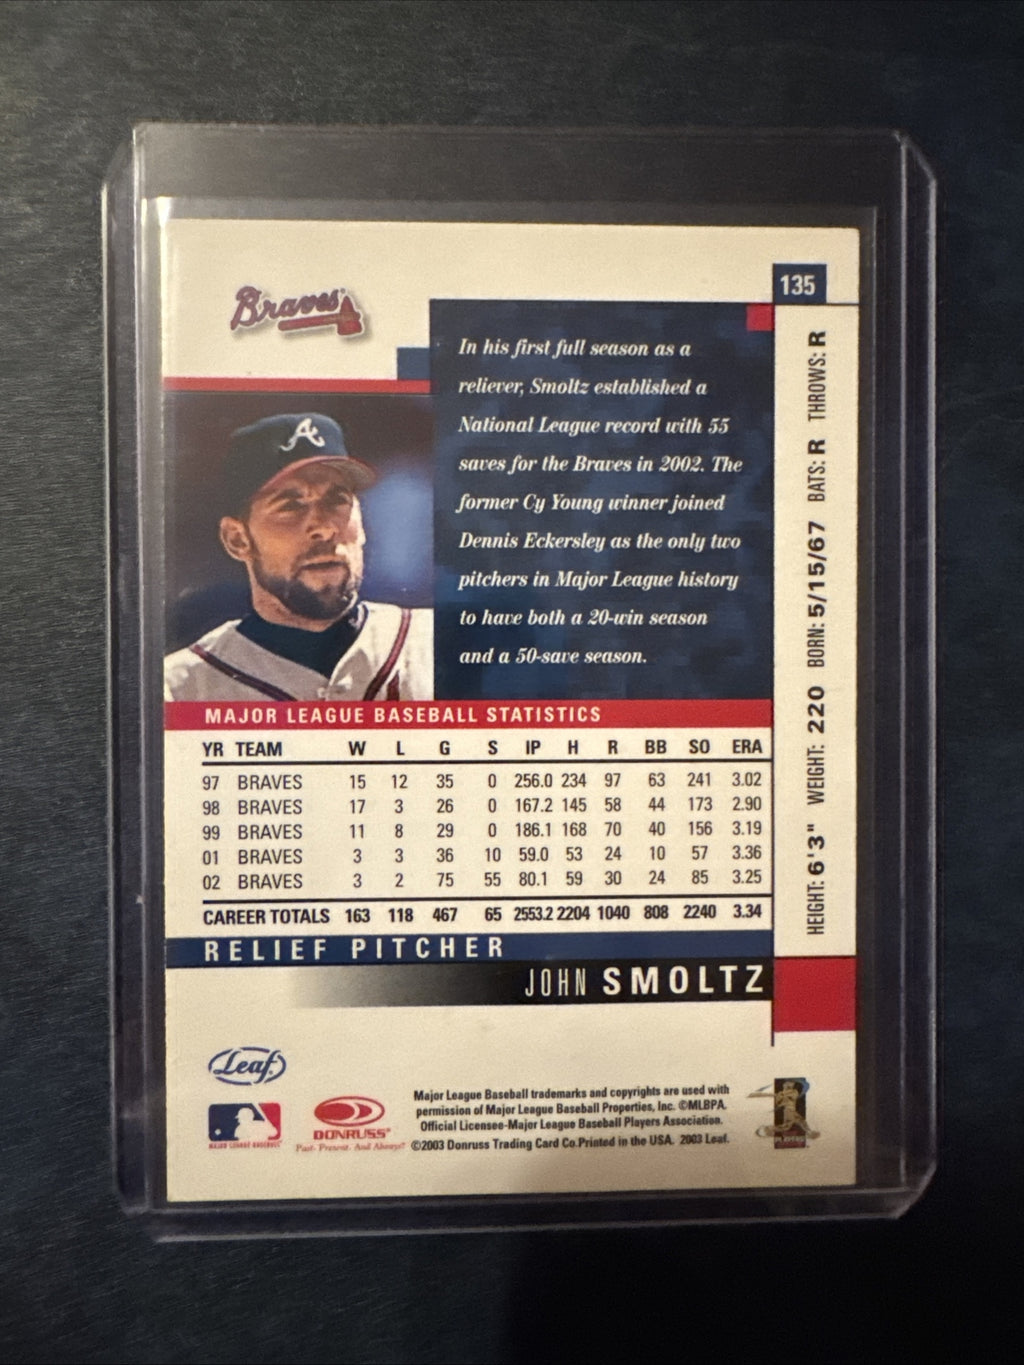 135
Braves
In his first full season as a
reliever, Smoltz established a
National League record with 55
saves for the Braves in 2002. The
former Cy Young winner joined
Dennis Eckersley as the only two
pitchers in Major League history
to have both a 20-win season
and a 50-save season.
HEIGHT: 6'3" WEIGHT: 220 BORN: 5/15/67 BATS: R THROWS: R
A
MAJOR LEAGUE BASEBALL STATISTICS
YR TEAM W L G S IP H R BB SO ERA
97 BRAVES 15 12 35 0 256.0 234 97 63 241 3.02
98 BRAVES 17 3 26 0 167.2 145 58 44 173 2.90
99 BRAVES 11 8 29 0 186.1 168 70 40 156 3.19
01 BRAVES 3 3 36 10 59.0 53 24 10 57 3.36
02 BRAVES 3 2 75 55 80.1 59 30 24 85 3.25
CAREER TOTALS 163 118 467 65 2553.2 2204 1040 808 2240 3.34
RELIEF PITCHER
JOHN SMOLTZ
Leaf
MAJOR LEAGUE BASEBALL
DONRUSS
Past· Present. And Always!
Major League Baseball trademarks and copyrights are used with
permission of Major League Baseball Properties, Inc. ©MLBPA.
Official Licensee-Major League Baseball Players Association.
©2003 Donruss Trading Card Co.Printed in the USA. 2003 Leaf.
PLAYERS